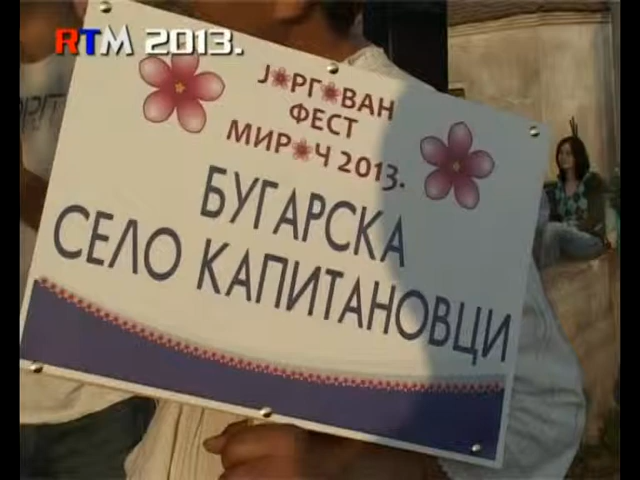 RTM 2013.
ЈОРГОВАН
ФЕСТ
МИРОЧ 2013.
БУГАРСКА
СЕЛО КАПИТАНОВЦИ